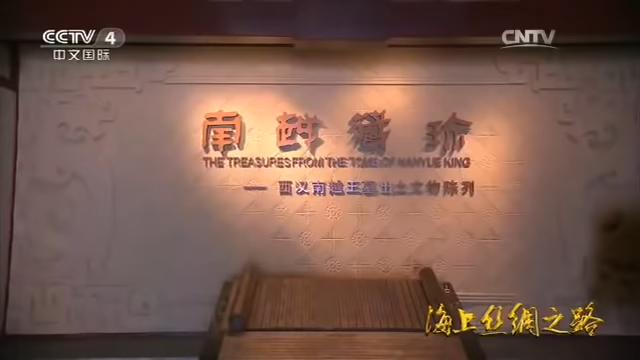 CCTV 4
中文国际
CNTV
南越藏珍
THE TREASURES FROM THE TOMB OF NANYUE KING
—— 西汉南越王墓出土文物陈列
海上丝绸之路